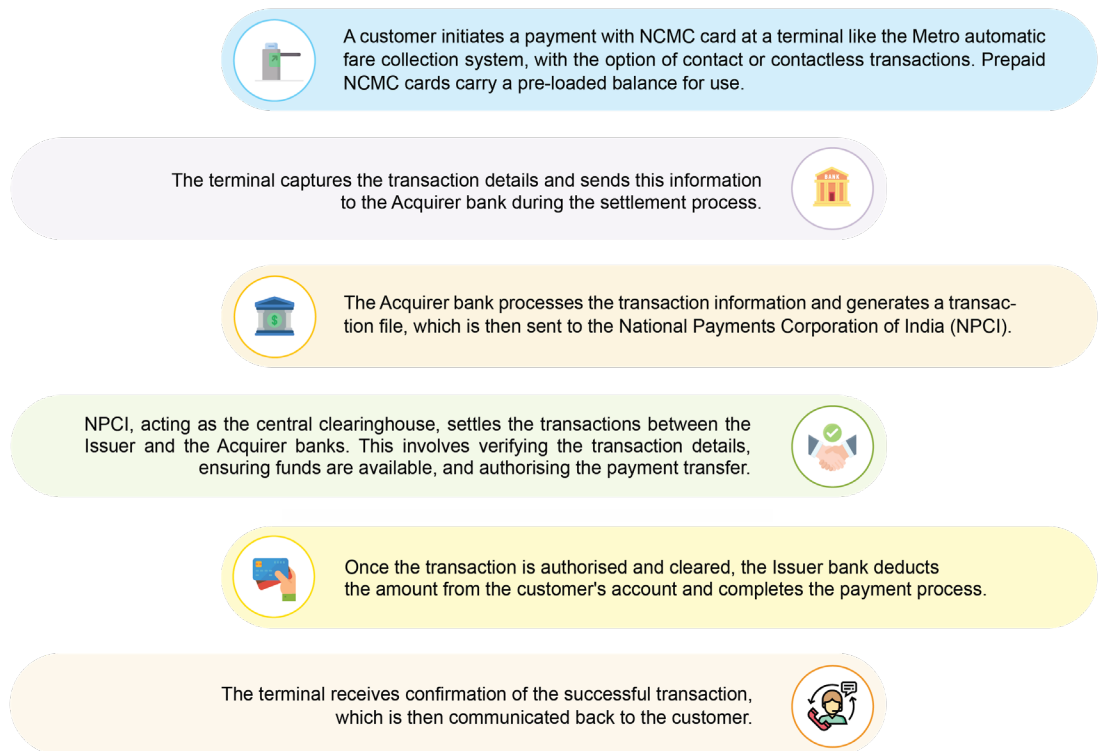 A customer initiates a payment with NCMC card at a terminal like the Metro automatic
fare collection system, with the option of contact or contactless transactions. Prepaid
NCMC cards carry a pre-loaded balance for use.
The terminal captures the transaction details and sends this information
to the Acquirer bank during the settlement process.
BANK
The Acquirer bank processes the transaction information and generates a transac-
tion file, which is then sent to the National Payments Corporation of India (NPCI).
NPCI, acting as the central clearinghouse, settles the transactions between the
Issuer and the Acquirer banks. This involves verifying the transaction details,
ensuring funds are available, and authorising the payment transfer.
Once the transaction is authorised and cleared, the Issuer bank deducts
the amount from the customer's account and completes the payment process.
The terminal receives confirmation of the successful transaction,
which is then communicated back to the customer.